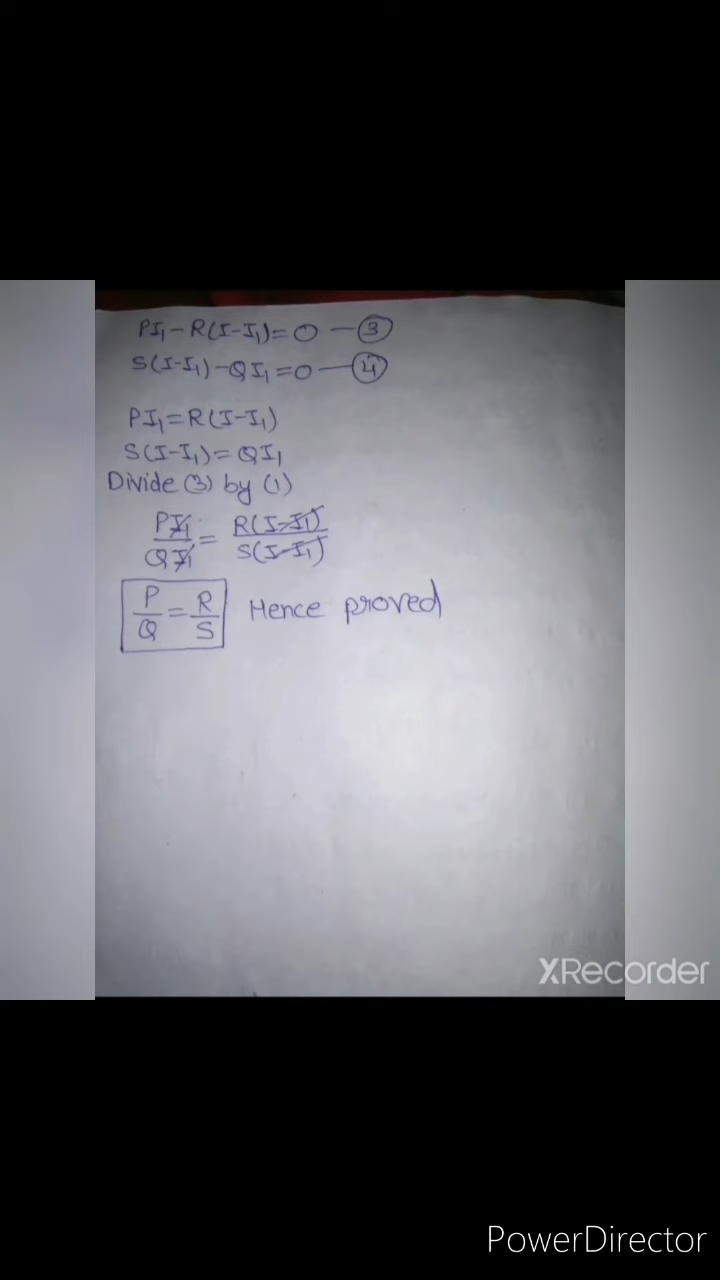 PI₁-R(I-I₁)=0 —③
S(I-I₁)-QI₁=0 —④
PI₁=R(I-I₁)
S(I-I₁)=QI₁
Divide (3) by (1)
PI₁/QI₁ = R(I-I₁)/S(I-I₁)
P/Q = R/S Hence proved
XRecorder
PowerDirector